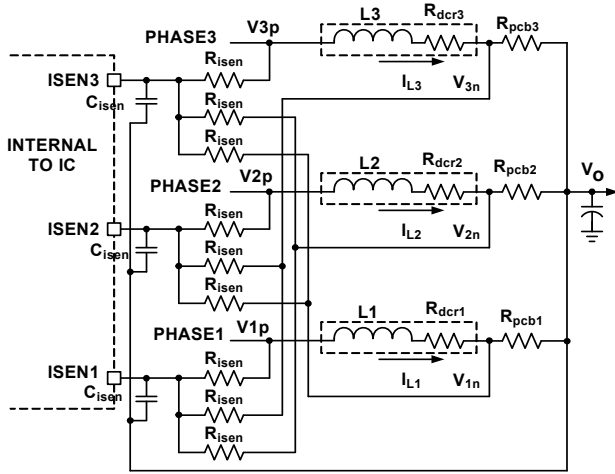 PHASE3 V3p L3 Rdcr3 Rpcb3
Risen
ISEN3
Cisen
Risen
IL3 V3n
Risen
INTERNAL
TO IC
PHASE2 V2p L2 Rdcr2 Rpcb2 Vo
Risen
ISEN2
Cisen
Risen
IL2 V2n
Risen
PHASE1 V1p L1 Rdcr1 Rpcb1
Risen
ISEN1
Cisen
Risen
IL1 V1n
Risen